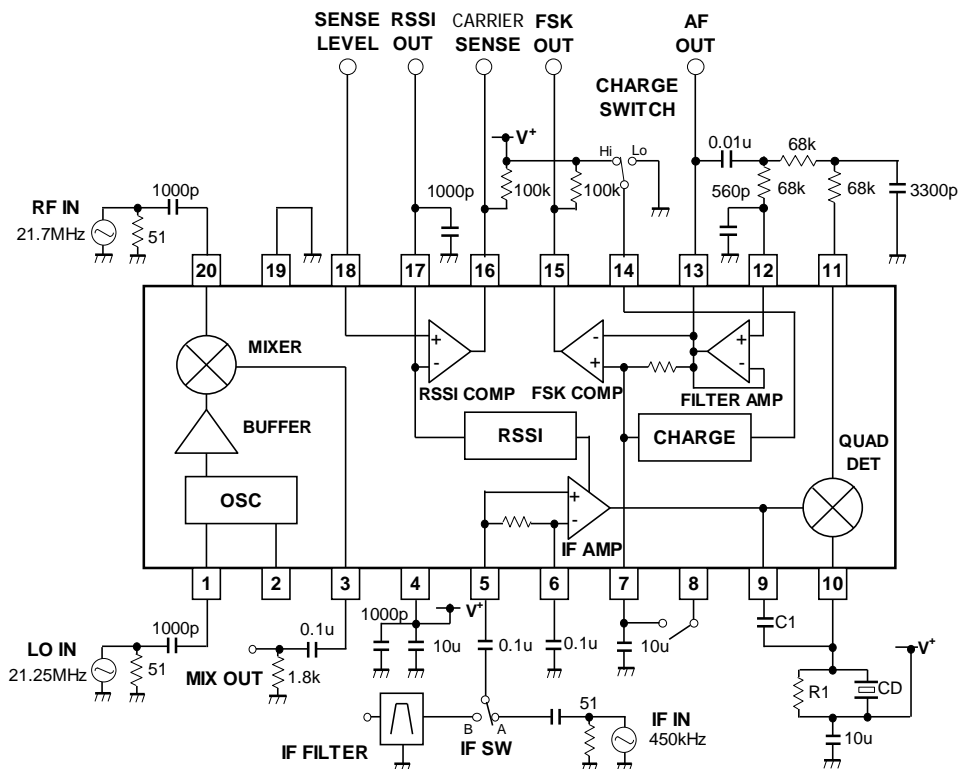 SENSE LEVEL
RSSI OUT
CARRIER SENSE
FSK OUT
AF OUT
CHARGE SWITCH
V+
Hi
Lo
0.01u
68k
1000p
1000p
100k
100k
560p
68k
68k
3300p
RF IN
21.7MHz
51
20
19
18
17
16
15
14
13
12
11
MIXER
+
-
RSSI COMP
-
+
FSK COMP
+
-
FILTER AMP
BUFFER
RSSI
CHARGE
QUAD DET
OSC
+
-
IF AMP
1
2
3
4
5
6
7
8
9
10
1000p
0.1u
1000p
V+
10u
0.1u
0.1u
10u
C1
V+
LO IN
21.25MHz
51
MIX OUT
1.8k
R1
CD
10u
IF FILTER
B
A
IF SW
51
IF IN
450kHz